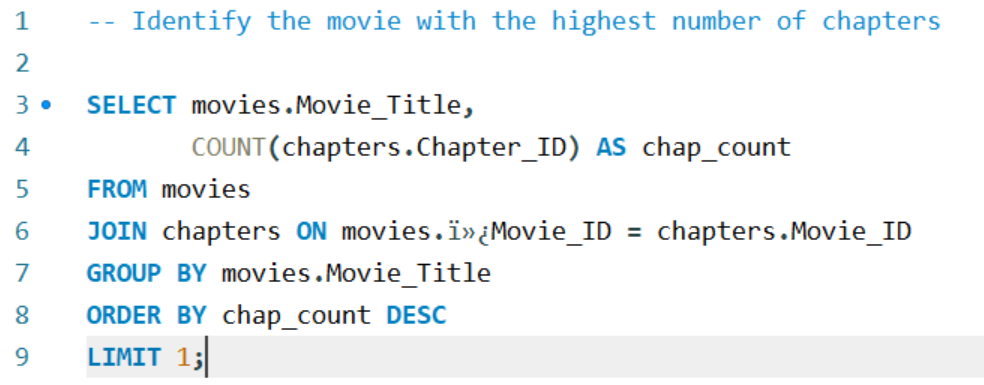 1 -- Identify the movie with the highest number of chapters
2
3 SELECT movies.Movie_Title,
4 COUNT(chapters.Chapter_ID) AS chap_count
5 FROM movies
6 JOIN chapters ON movies.ï»¿Movie_ID = chapters.Movie_ID
7 GROUP BY movies.Movie_Title
8 ORDER BY chap_count DESC
9 LIMIT 1;